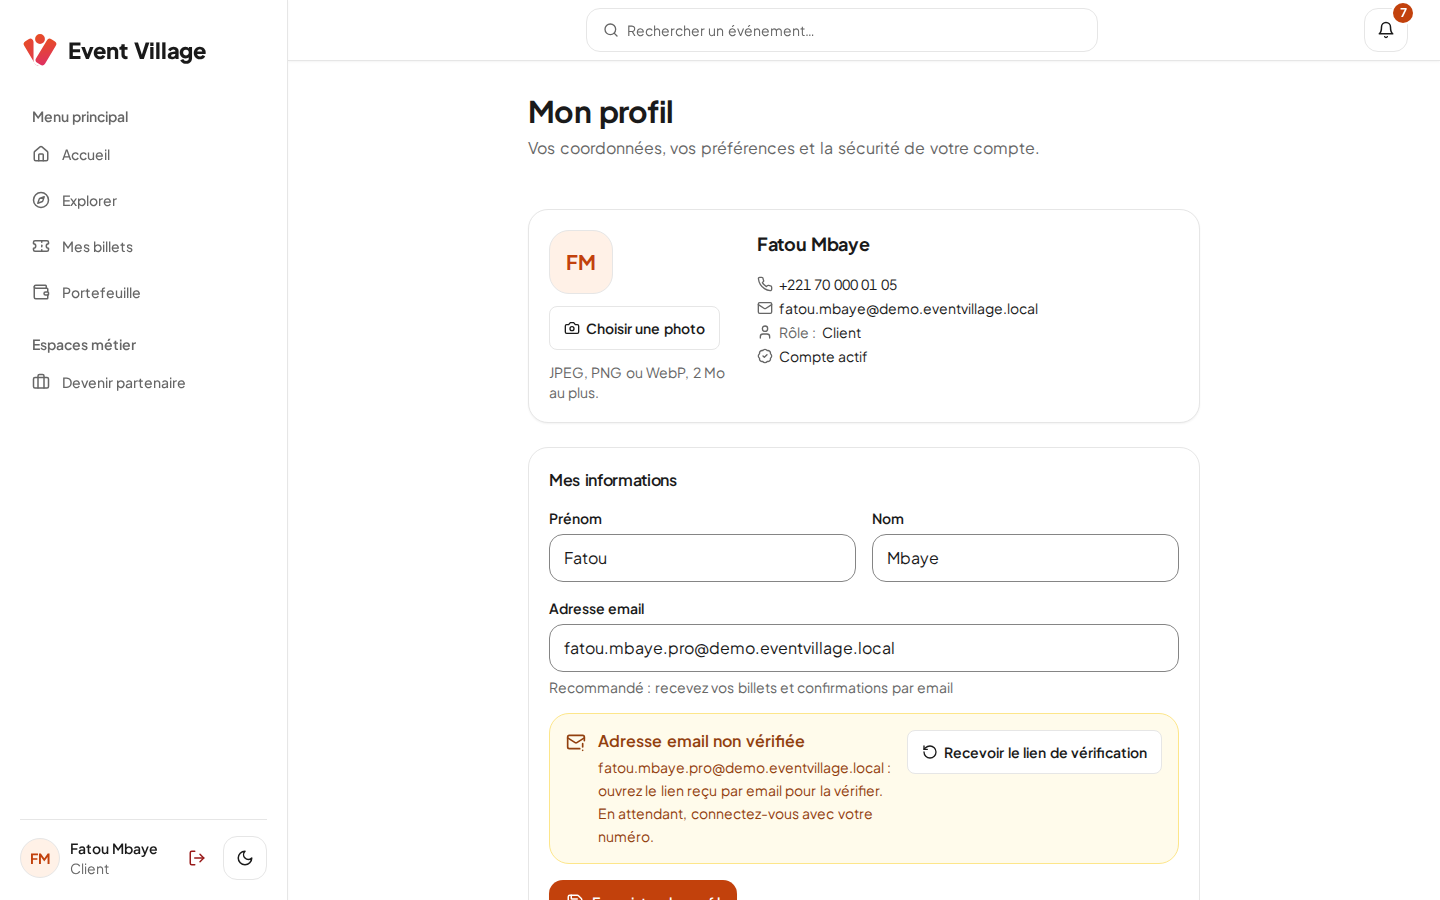 Event Village
Rechercher un événement…
7
Menu principal
Accueil
Explorer
Mes billets
Portefeuille
Espaces métier
Devenir partenaire
FM
Fatou Mbaye
Client
Mon profil
Vos coordonnées, vos préférences et la sécurité de votre compte.
FM
Choisir une photo
JPEG, PNG ou WebP, 2 Mo
au plus.
Fatou Mbaye
+221 70 000 01 05
fatou.mbaye@demo.eventvillage.local
Rôle : Client
Compte actif
Mes informations
Prénom
Nom
Fatou
Mbaye
Adresse email
fatou.mbaye.pro@demo.eventvillage.local
Recommandé : recevez vos billets et confirmations par email
Adresse email non vérifiée
fatou.mbaye.pro@demo.eventvillage.local :
ouvrez le lien reçu par email pour la vérifier.
En attendant, connectez-vous avec votre
numéro.
Recevoir le lien de vérification